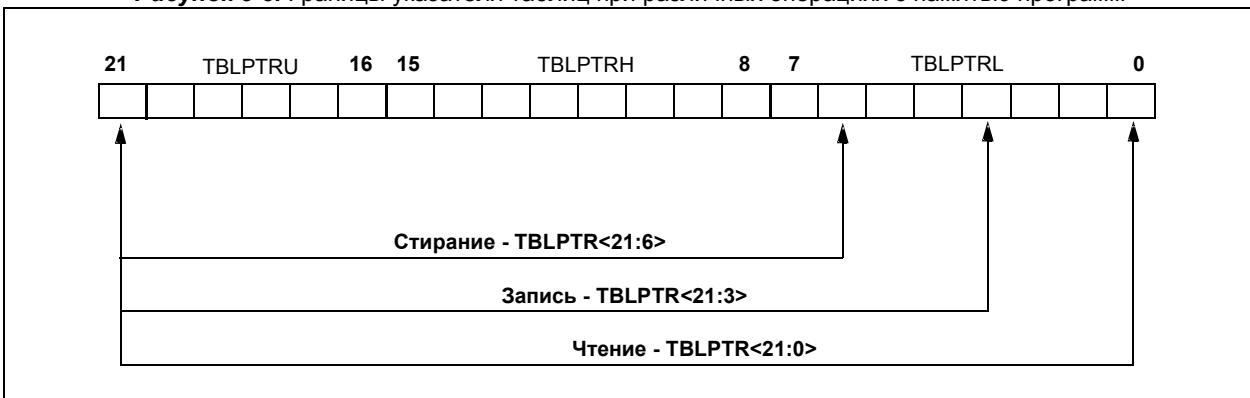 21 TBLPTRU 16 15 TBLPTRH 8 7 TBLPTRL 0
Стирание - TBLPTR<21:6>
Запись - TBLPTR<21:3>
Чтение - TBLPTR<21:0>